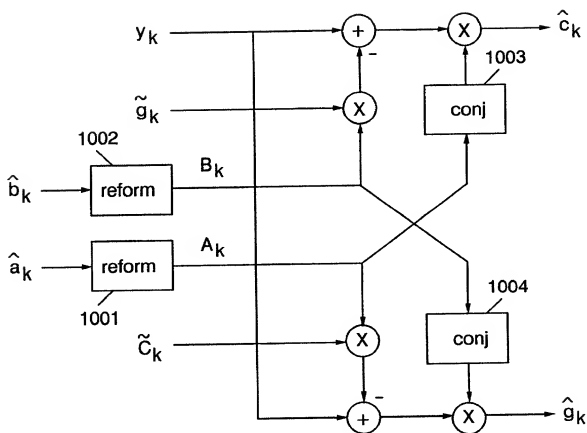 y_k + − X ĉ_k
1003
conj
g̃_k X
1002
b̂_k reform B_k
â_k reform A_k
1001
1004
conj
C̃_k X
−
+ X ĝ_k